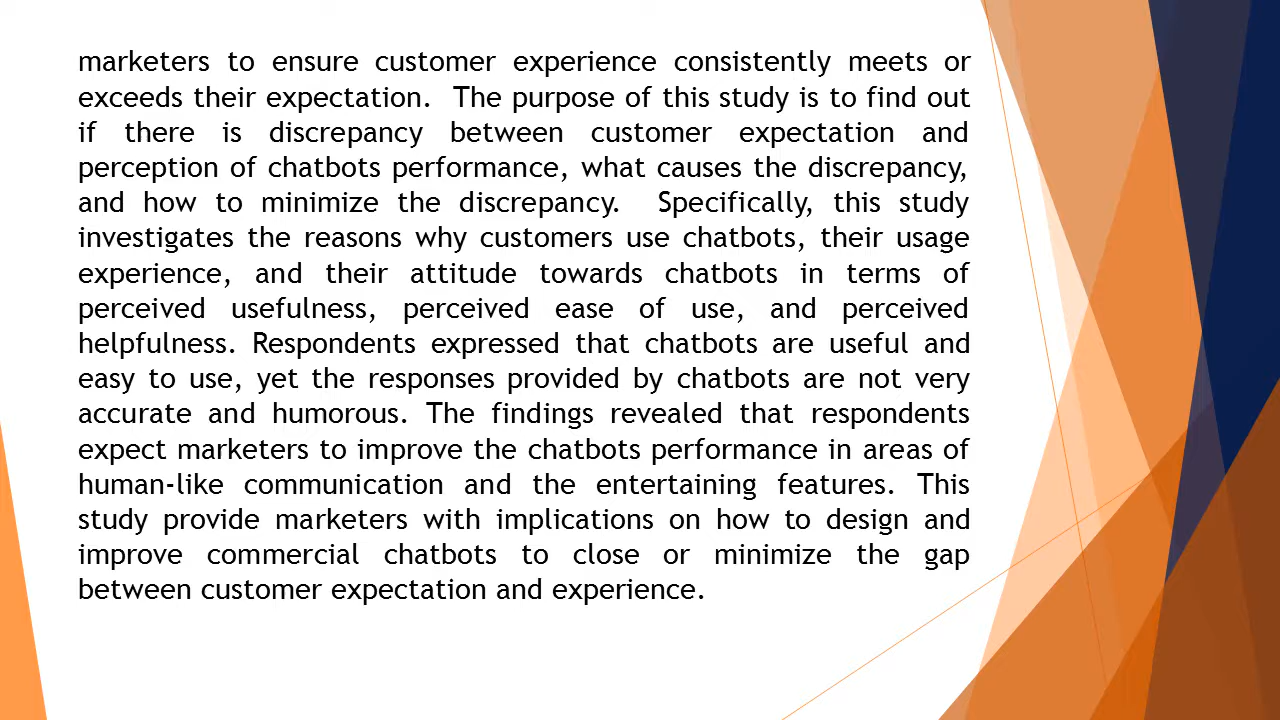 marketers to ensure customer experience consistently meets or
exceeds their expectation.  The purpose of this study is to find out
if there is discrepancy between customer expectation and
perception of chatbots performance, what causes the discrepancy,
and how to minimize the discrepancy.  Specifically, this study
investigates the reasons why customers use chatbots, their usage
experience, and their attitude towards chatbots in terms of
perceived usefulness, perceived ease of use, and perceived
helpfulness. Respondents expressed that chatbots are useful and
easy to use, yet the responses provided by chatbots are not very
accurate and humorous. The findings revealed that respondents
expect marketers to improve the chatbots performance in areas of
human-like communication and the entertaining features. This
study provide marketers with implications on how to design and
improve commercial chatbots to close or minimize the gap
between customer expectation and experience.